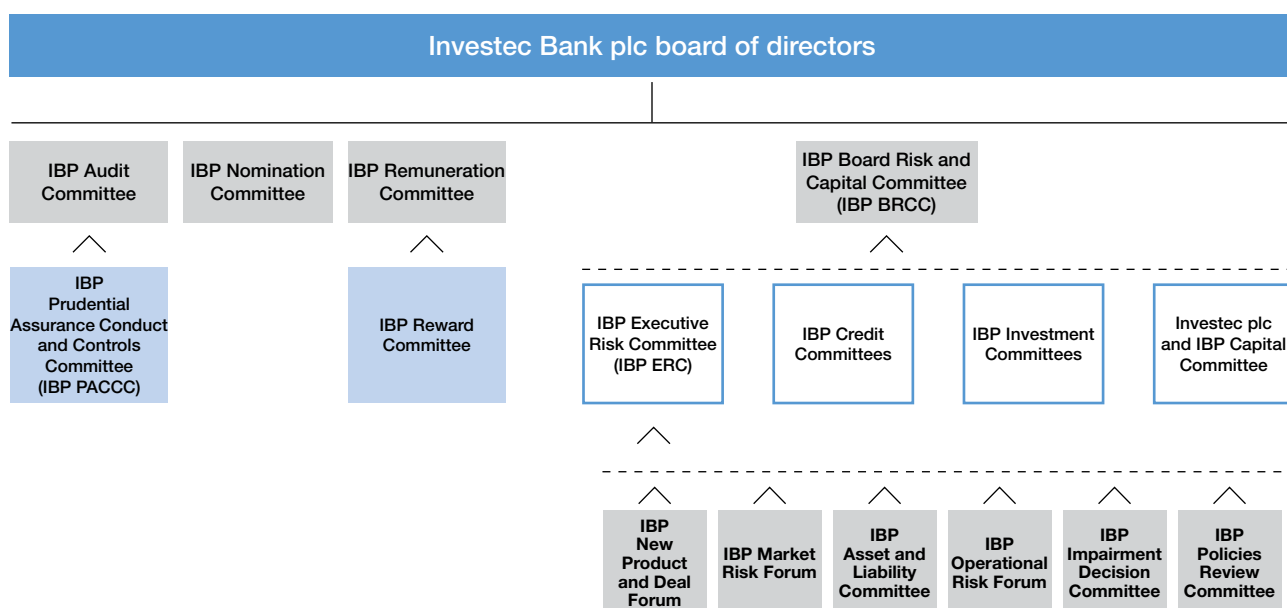 Investec Bank plc board of directors
IBP Audit
Committee
IBP Nomination
Committee
IBP Remuneration
Committee
IBP Board Risk and
Capital Committee
(IBP BRCC)
IBP
Prudential
Assurance Conduct
and Controls
Committee
(IBP PACCC)
IBP Reward
Committee
IBP Executive
Risk Committee
(IBP ERC)
IBP Credit
Committees
IBP Investment
Committees
Investec plc
and IBP Capital
Committee
IBP
New
Product
and Deal
Forum
IBP Market
Risk Forum
IBP
Asset and
Liability
Committee
IBP
Operational
Risk Forum
IBP
Impairment
Decision
Committee
IBP
Policies
Review
Committee